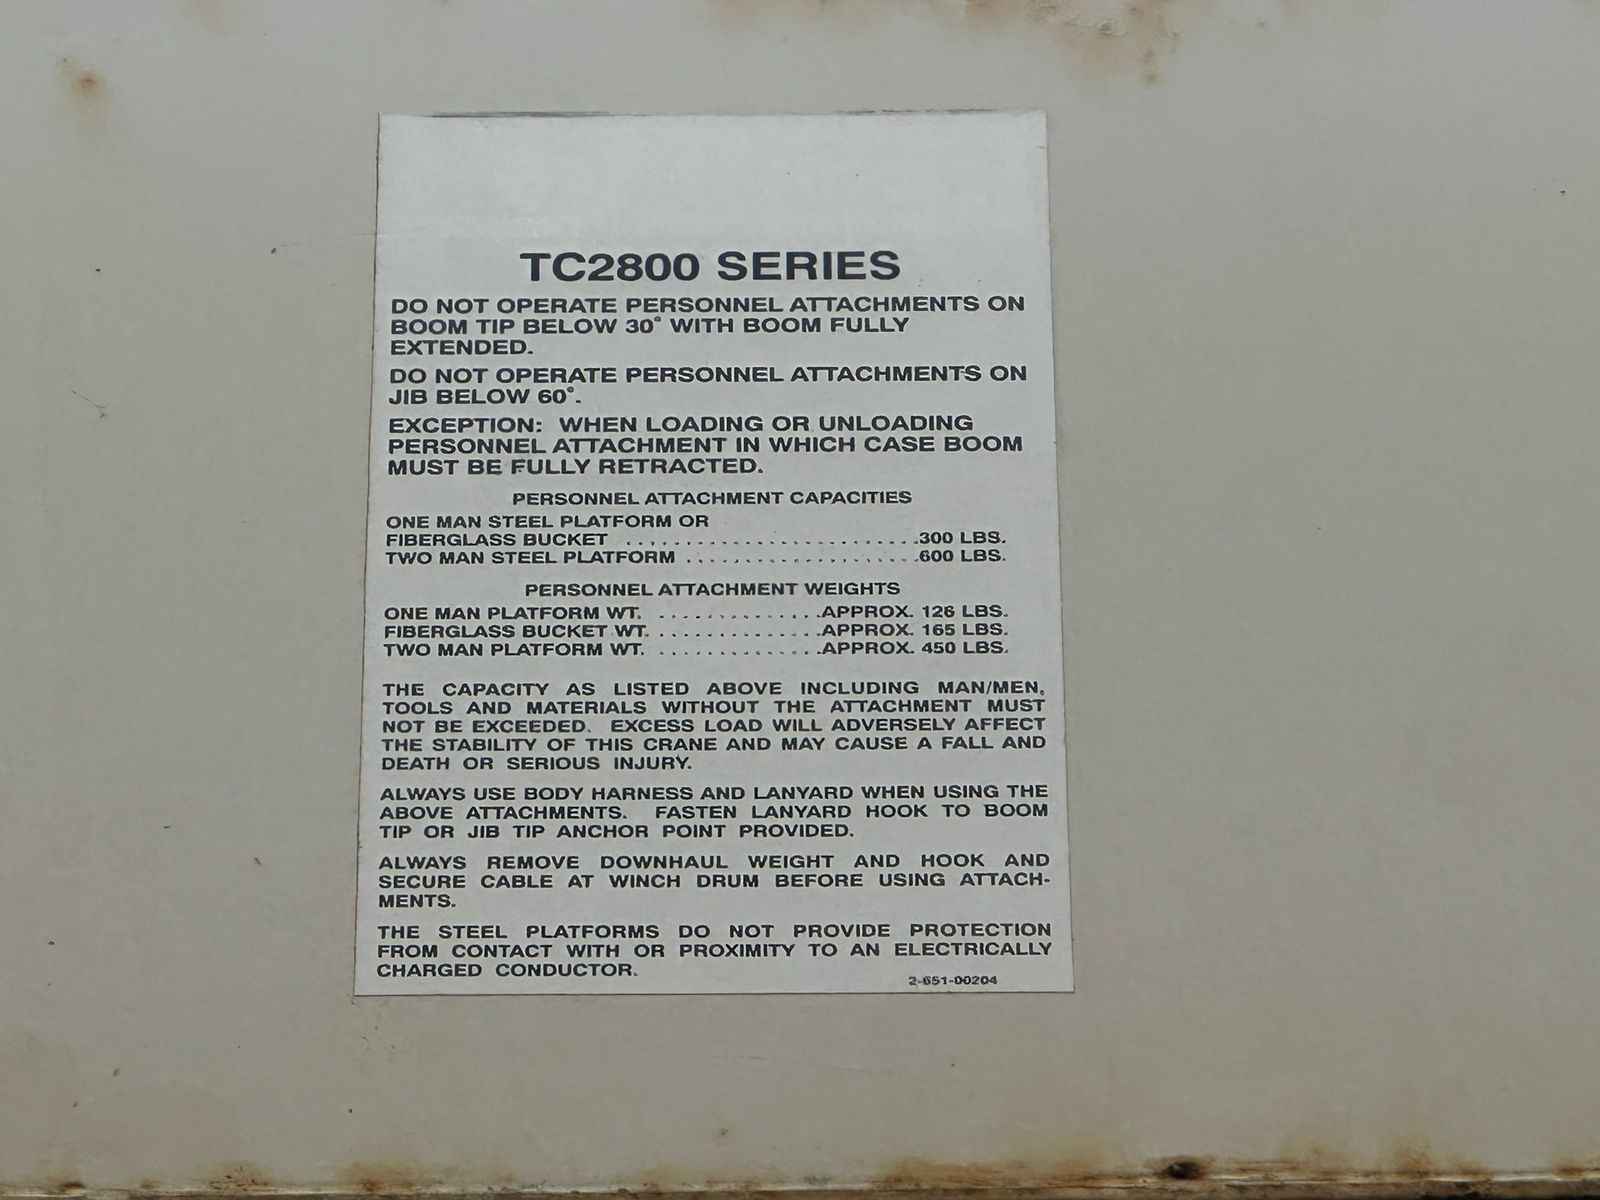 TC2800 SERIES
DO NOT OPERATE PERSONNEL ATTACHMENTS ON
BOOM TIP BELOW 30° WITH BOOM FULLY
EXTENDED.
DO NOT OPERATE PERSONNEL ATTACHMENTS ON
JIB BELOW 60°.
EXCEPTION: WHEN LOADING OR UNLOADING
PERSONNEL ATTACHMENT IN WHICH CASE BOOM
MUST BE FULLY RETRACTED.
PERSONNEL ATTACHMENT CAPACITIES
ONE MAN STEEL PLATFORM OR
FIBERGLASS BUCKET ..........................300 LBS.
TWO MAN STEEL PLATFORM .....................600 LBS.
PERSONNEL ATTACHMENT WEIGHTS
ONE MAN PLATFORM WT. ..............APPROX. 126 LBS.
FIBERGLASS BUCKET WT. ..............APPROX. 165 LBS.
TWO MAN PLATFORM WT. ..............APPROX. 450 LBS.
THE CAPACITY AS LISTED ABOVE INCLUDING MAN/MEN,
TOOLS AND MATERIALS WITHOUT THE ATTACHMENT MUST
NOT BE EXCEEDED. EXCESS LOAD WILL ADVERSELY AFFECT
THE STABILITY OF THIS CRANE AND MAY CAUSE A FALL AND
DEATH OR SERIOUS INJURY.
ALWAYS USE BODY HARNESS AND LANYARD WHEN USING THE
ABOVE ATTACHMENTS. FASTEN LANYARD HOOK TO BOOM
TIP OR JIB TIP ANCHOR POINT PROVIDED.
ALWAYS REMOVE DOWNHAUL WEIGHT AND HOOK AND
SECURE CABLE AT WINCH DRUM BEFORE USING ATTACH-
MENTS.
THE STEEL PLATFORMS DO NOT PROVIDE PROTECTION
FROM CONTACT WITH OR PROXIMITY TO AN ELECTRICALLY
CHARGED CONDUCTOR.
2-651-00204